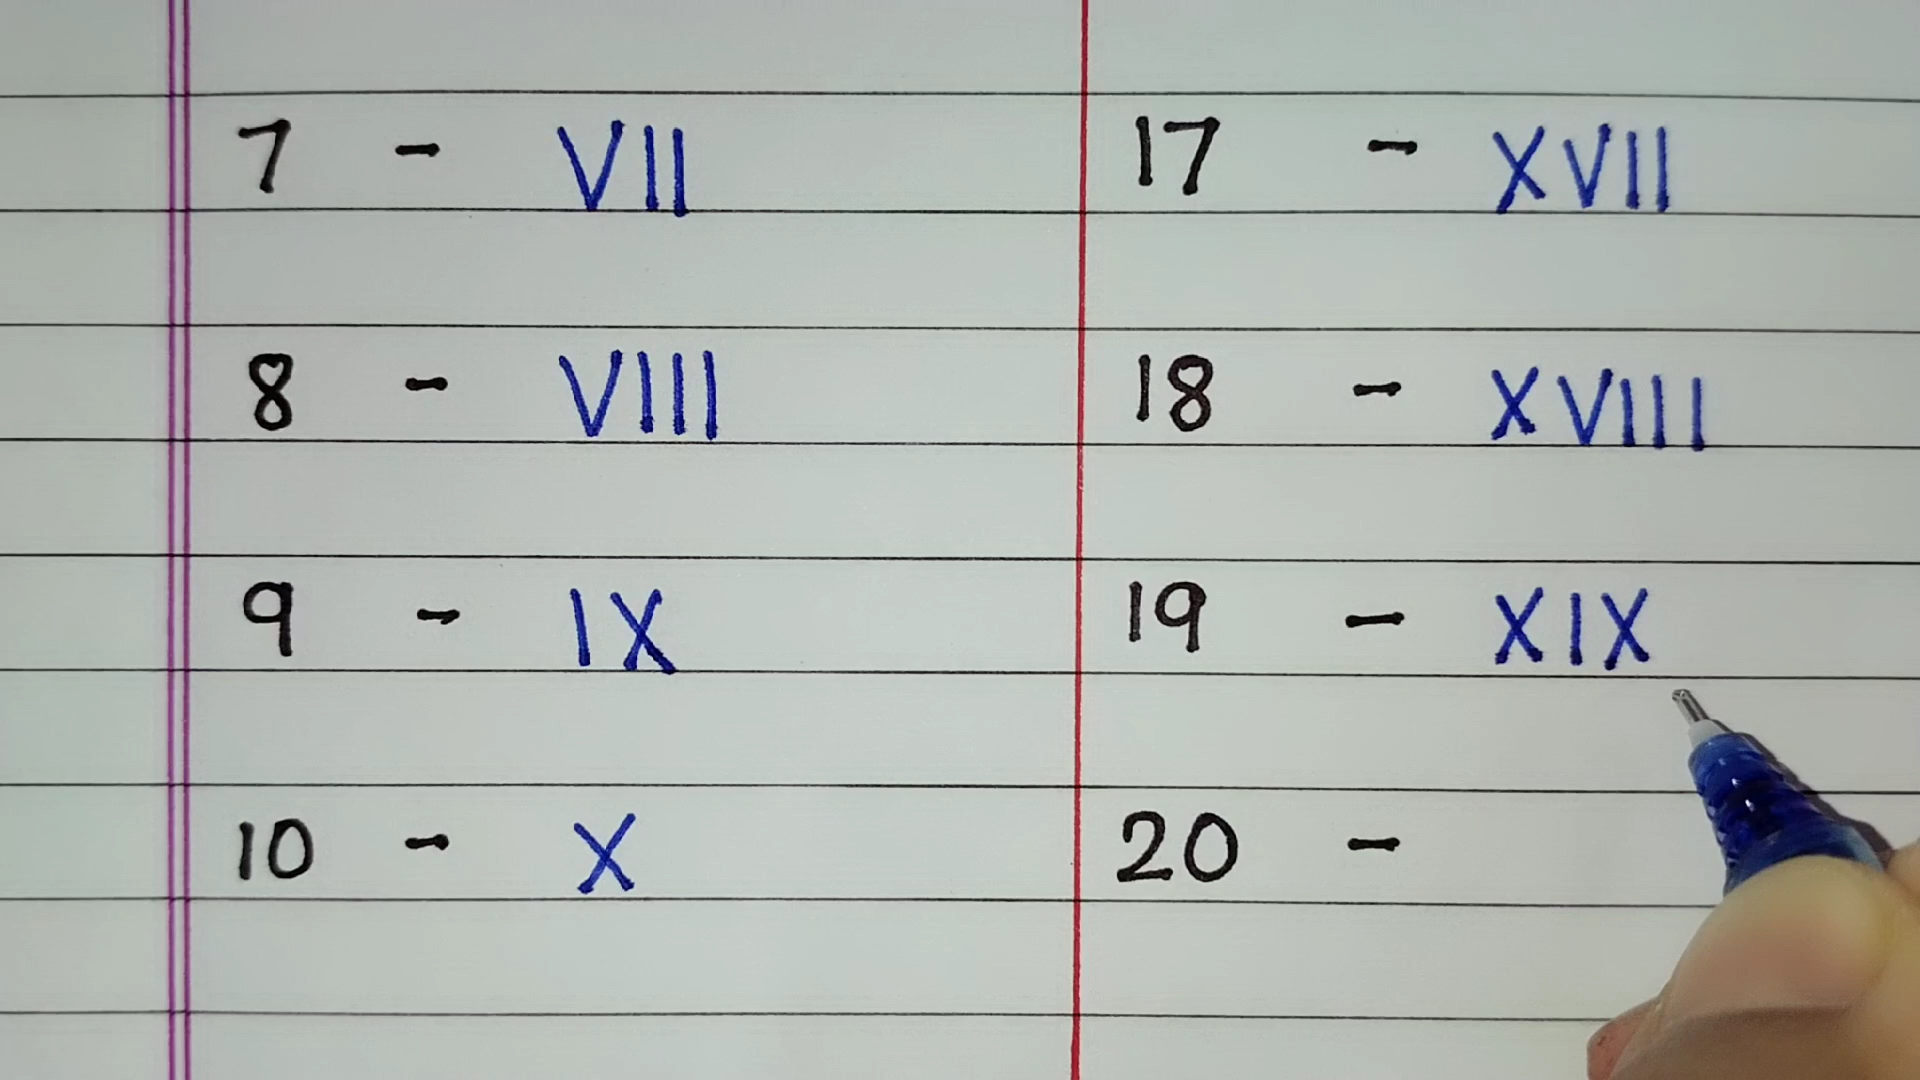 7 - VII
8 - VIII
9 - IX
10 - X
17 - XVII
18 - XVIII
19 - XIX
20 -